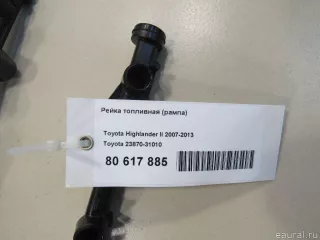 Рейка топливная (рампа)
Toyota Highlander II 2007-2013
Toyota 23870-31010
80 617 885
eaural.ru